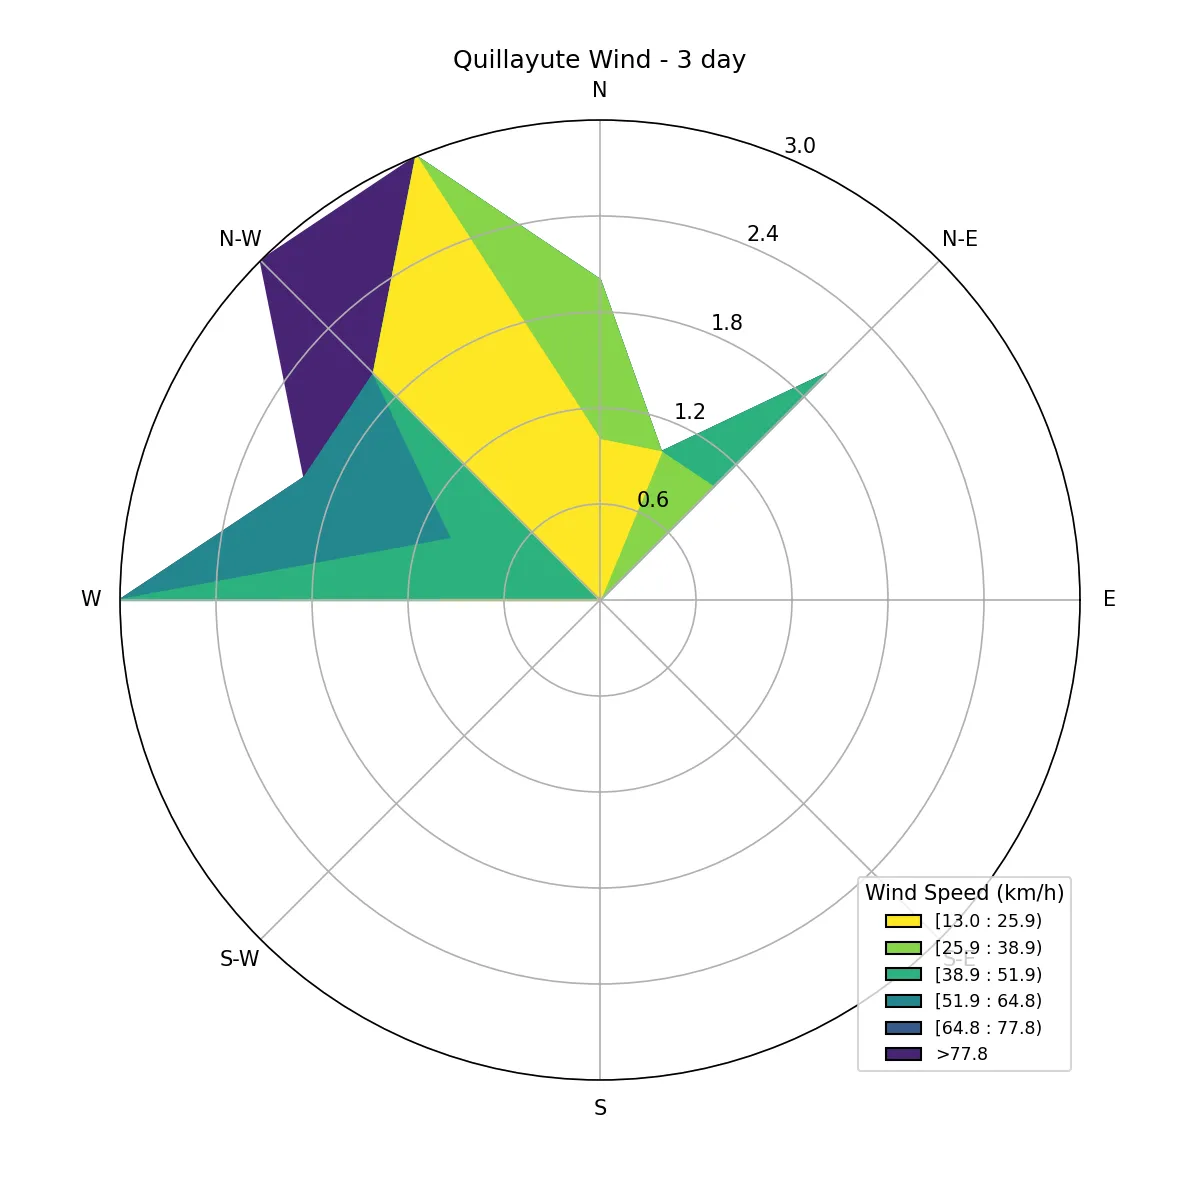 Quillayute Wind - 3 day
N
3.0
2.4
N-W
N-E
1.8
1.2
0.6
W
E
Wind Speed (km/h)
[13.0 : 25.9)
[25.9 : 38.9)
S-W
S-E
[38.9 : 51.9)
[51.9 : 64.8)
[64.8 : 77.8)
>77.8
S